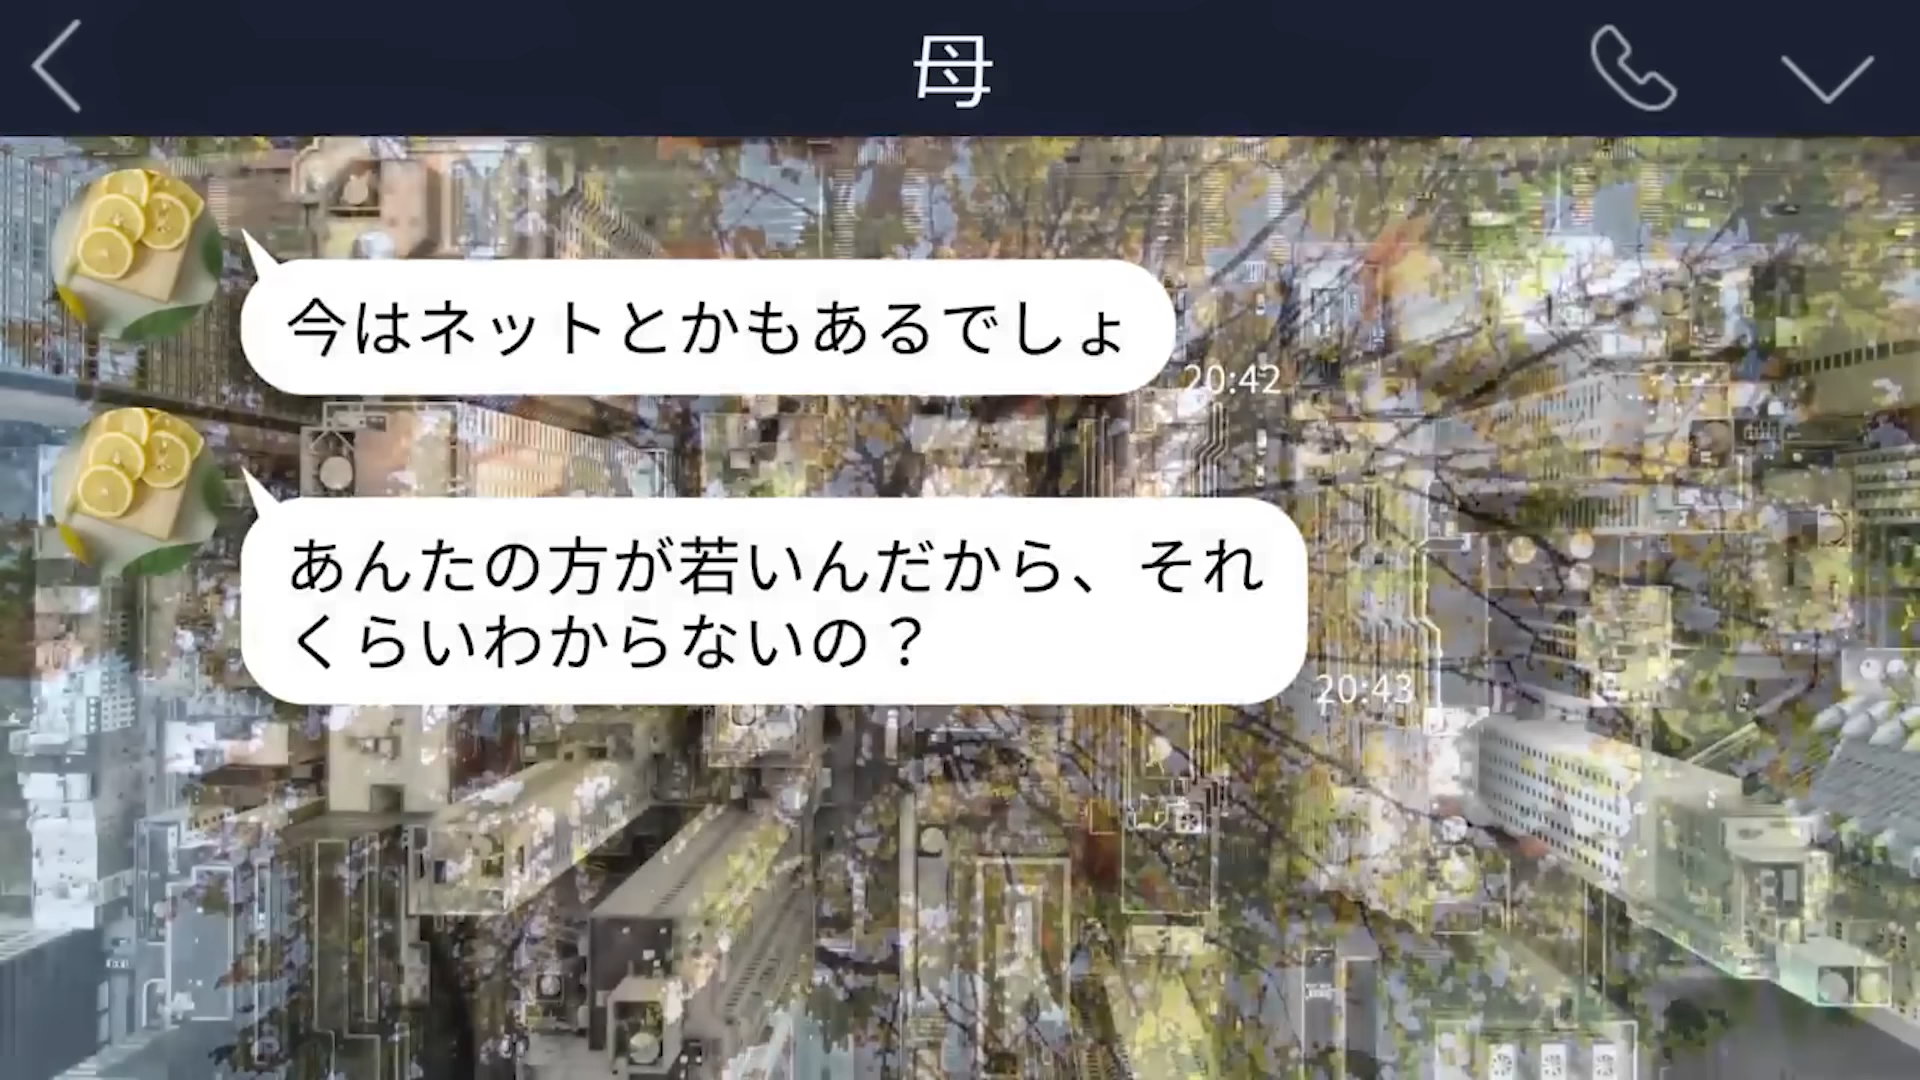 母
今はネットとかもあるでしょ
20:42
あんたの方が若いんだから、それ
くらいわからないの？
20:43